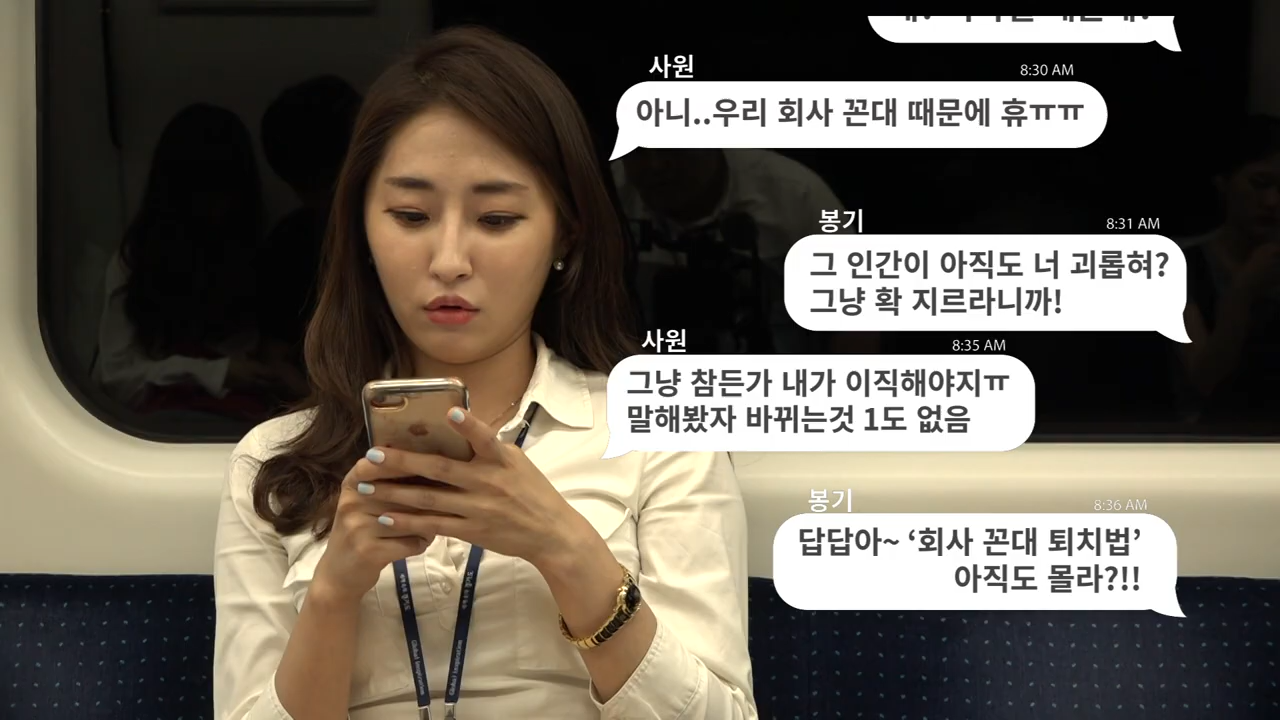 사원
8:30 AM
아니..우리 회사 꼰대 때문에 휴ㅠㅠ
봉기
8:31 AM
그 인간이 아직도 너 괴롭혀?
그냥 확 지르라니까!
사원
8:35 AM
그냥 참든가 내가 이직해야지ㅠ
말해봤자 바뀌는것 1도 없음
봉기
8:36 AM
답답아~ ‘회사 꼰대 퇴치법’
아직도 몰라?!!
Global Inspiration
Global Inspiration